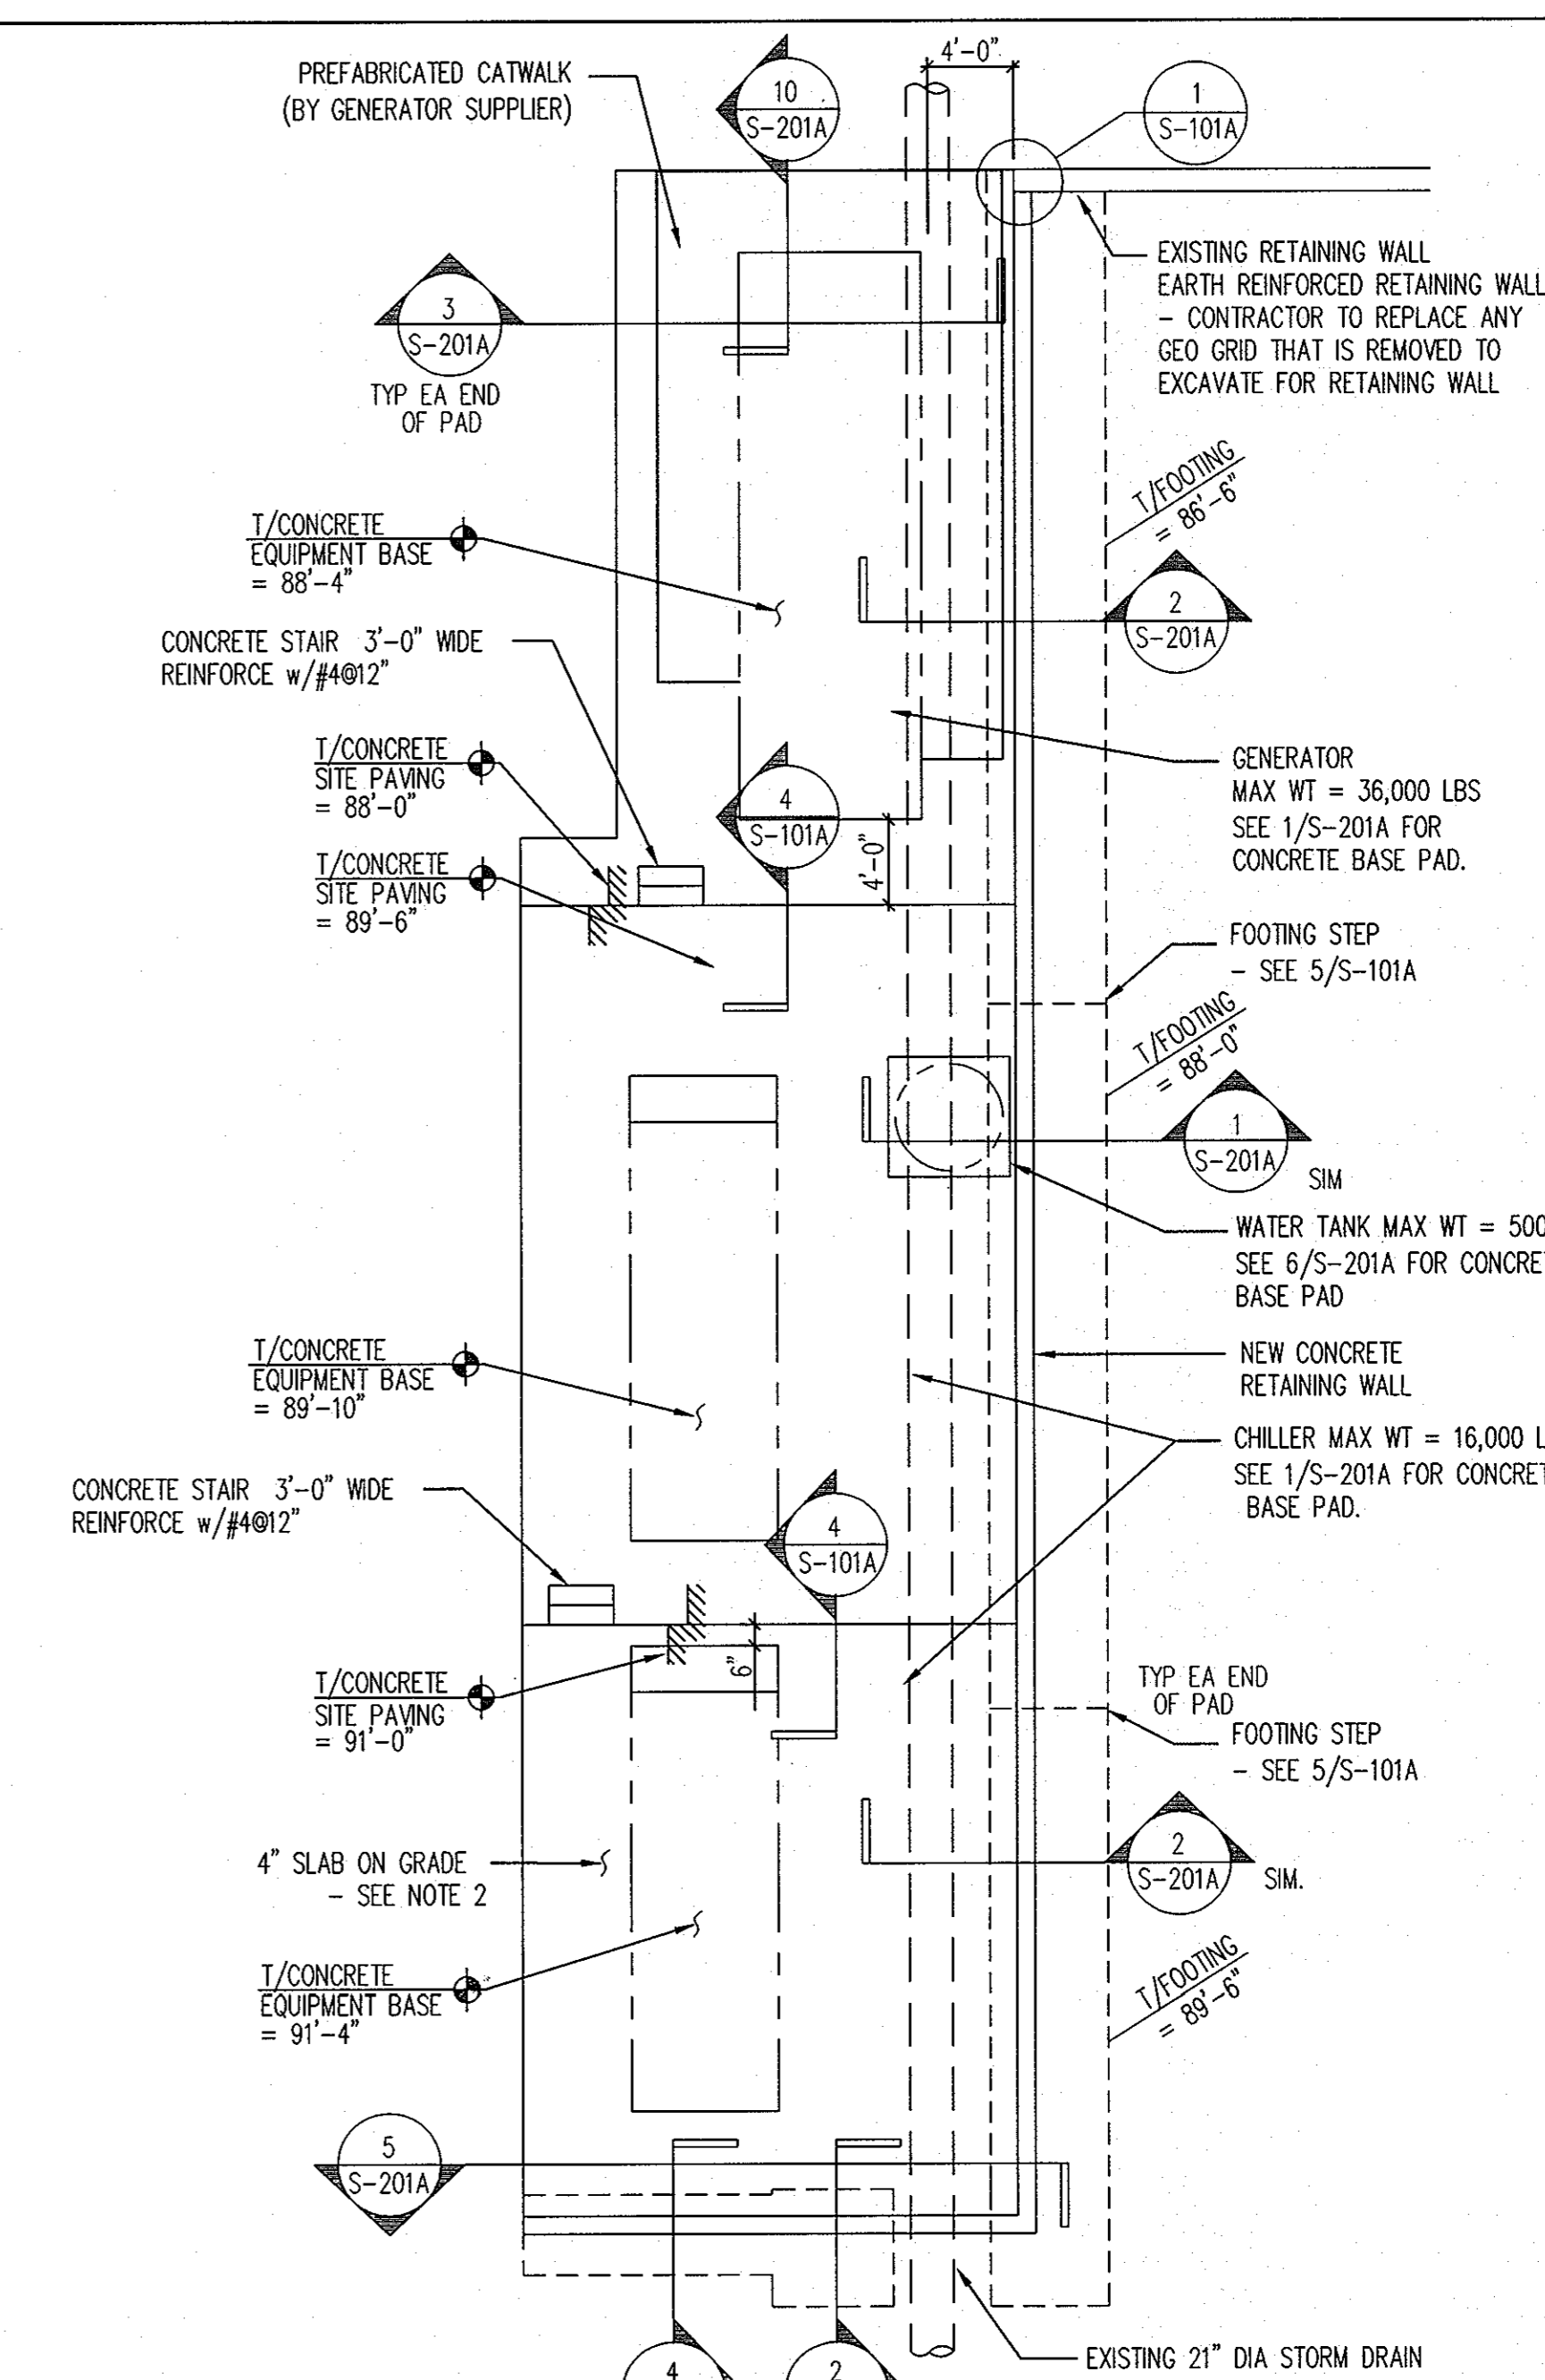 PREFABRICATED CATWALK
(BY GENERATOR SUPPLIER)
10
S-201A
4'-0"
1
S-101A
EXISTING RETAINING WALL
EARTH REINFORCED RETAINING WALL
- CONTRACTOR TO REPLACE ANY
GEO GRID THAT IS REMOVED TO
EXCAVATE FOR RETAINING WALL
3
S-201A
TYP EA END
OF PAD
T/FOOTING
= 86'-6"
T/CONCRETE
EQUIPMENT BASE
= 88'-4"
2
S-201A
CONCRETE STAIR 3'-0" WIDE
REINFORCE w/#4@12"
T/CONCRETE
SITE PAVING
= 88'-0"
GENERATOR
MAX WT = 36,000 LBS
SEE 1/S-201A FOR
CONCRETE BASE PAD.
4
S-101A
4'-0"
T/CONCRETE
SITE PAVING
= 89'-6"
FOOTING STEP
- SEE 5/S-101A
T/FOOTING
= 88'-0"
1
S-201A
SIM
WATER TANK MAX WT = 500
SEE 6/S-201A FOR CONCRE
BASE PAD
T/CONCRETE
EQUIPMENT BASE
= 89'-10"
NEW CONCRETE
RETAINING WALL
CHILLER MAX WT = 16,000 L
SEE 1/S-201A FOR CONCRET
BASE PAD.
CONCRETE STAIR 3'-0" WIDE
REINFORCE w/#4@12"
4
S-101A
6"
T/CONCRETE
SITE PAVING
= 91'-0"
TYP EA END
OF PAD
FOOTING STEP
- SEE 5/S-101A
4" SLAB ON GRADE
- SEE NOTE 2
2
S-201A
SIM.
T/CONCRETE
EQUIPMENT BASE
= 91'-4"
T/FOOTING
= 89'-6"
5
S-201A
4
2
EXISTING 21" DIA STORM DRAIN